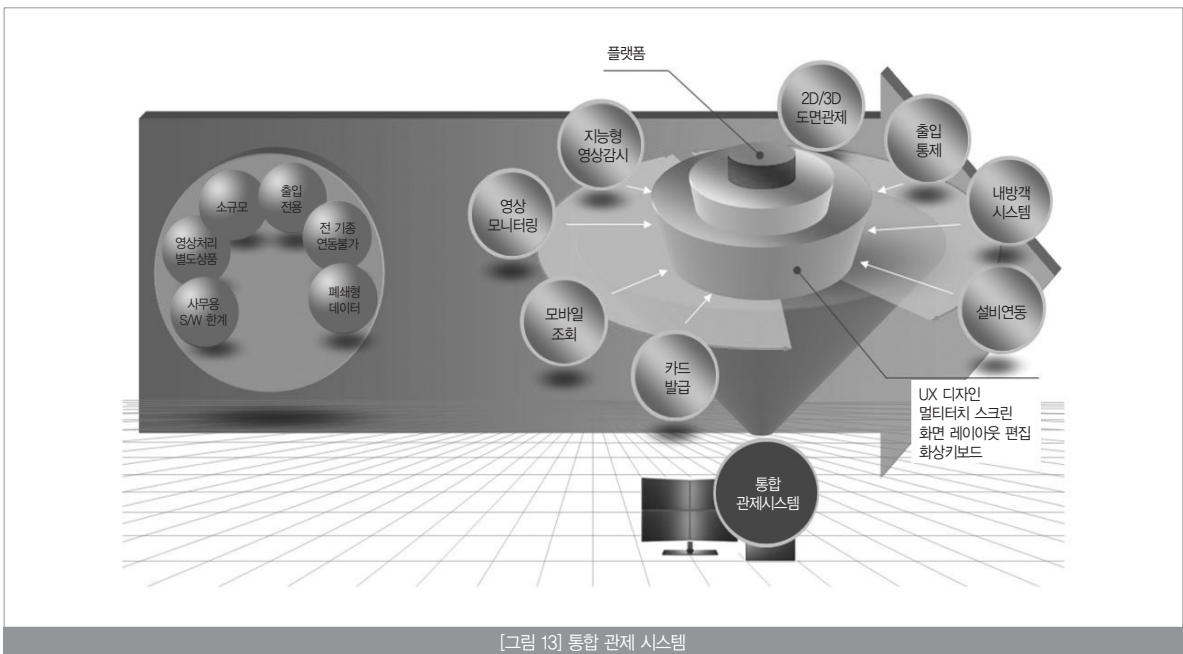 플랫폼
2D/3D
도면관제
지능형
영상감시
출입
통제
영상
모니터링
내방객
시스템
모바일
조회
설비연동
카드
발급
소규모
출입
전용
영상처리
별도상품
전 기종
연동불가
사무용
S/W 한계
폐쇄형
데이터
UX 디자인
멀티터치 스크린
화면 레이아웃 편집
화상키보드
통합
관제시스템
[그림 13] 통합 관제 시스템